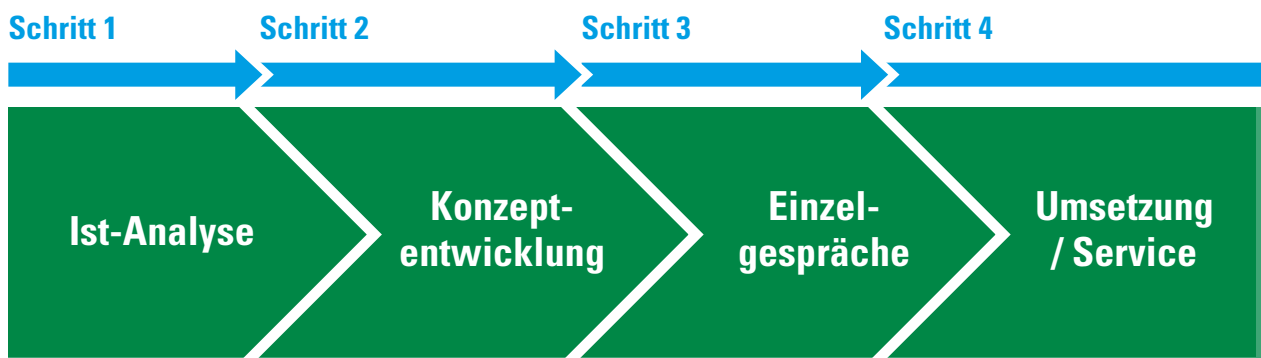 Schritt 1
Schritt 2
Schritt 3
Schritt 4
Ist-Analyse
Konzept-
entwicklung
Einzel-
gespräche
Umsetzung
/ Service